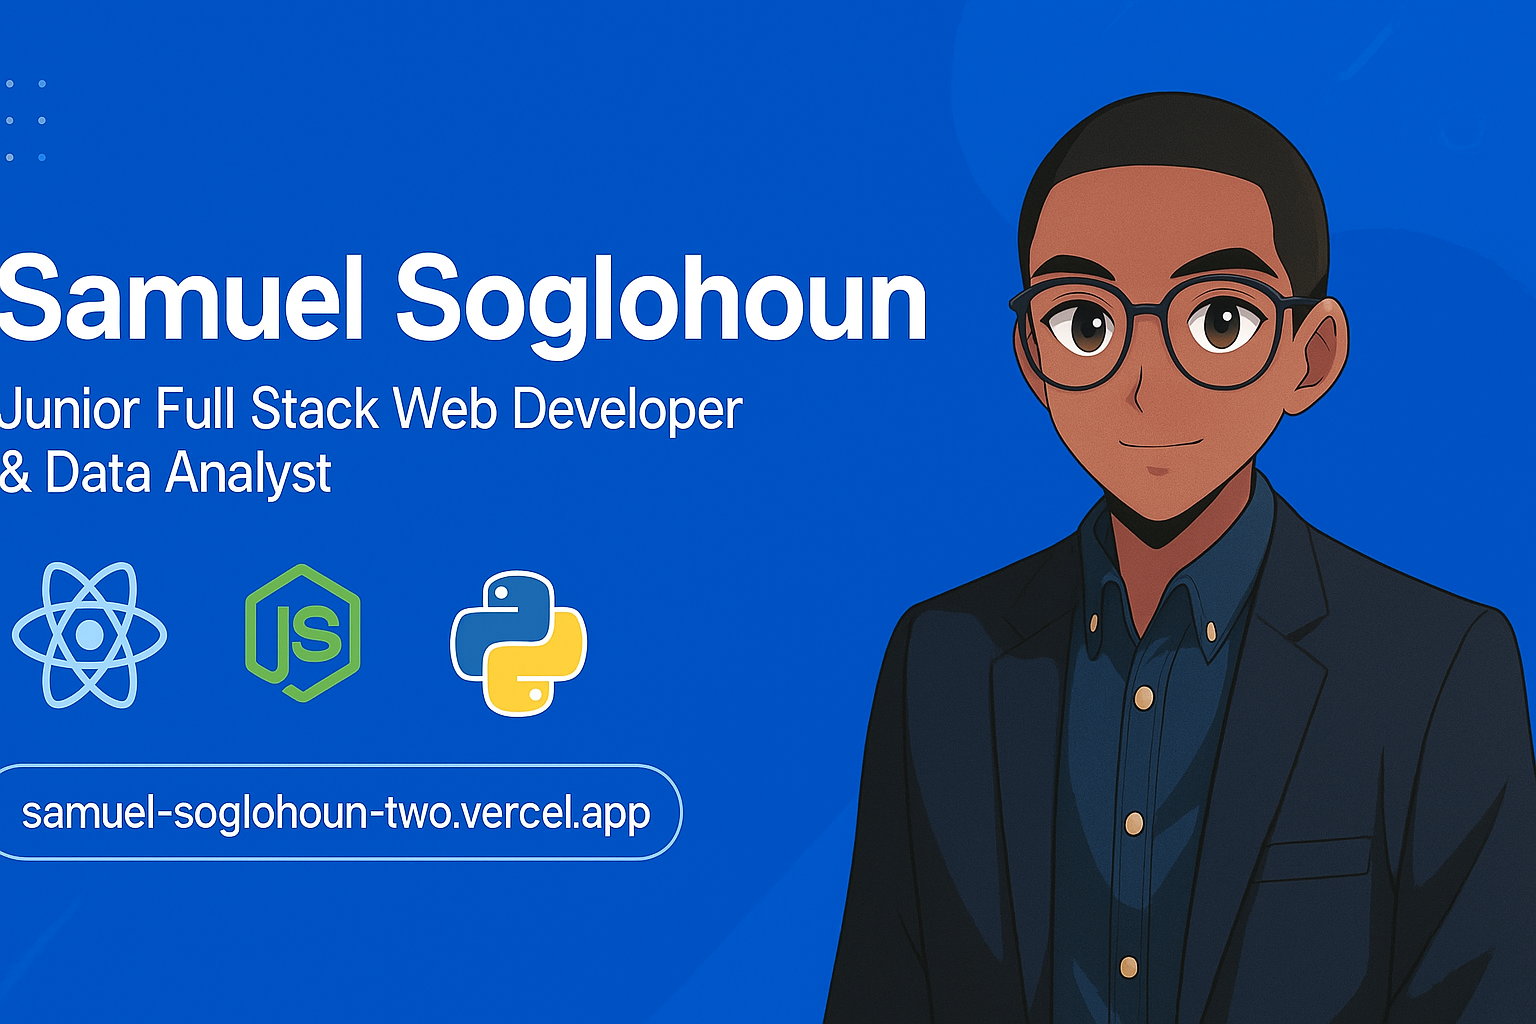 Samuel Soglohoun
Junior Full Stack Web Developer
& Data Analyst
JS
samuel-soglohoun-two.vercel.app